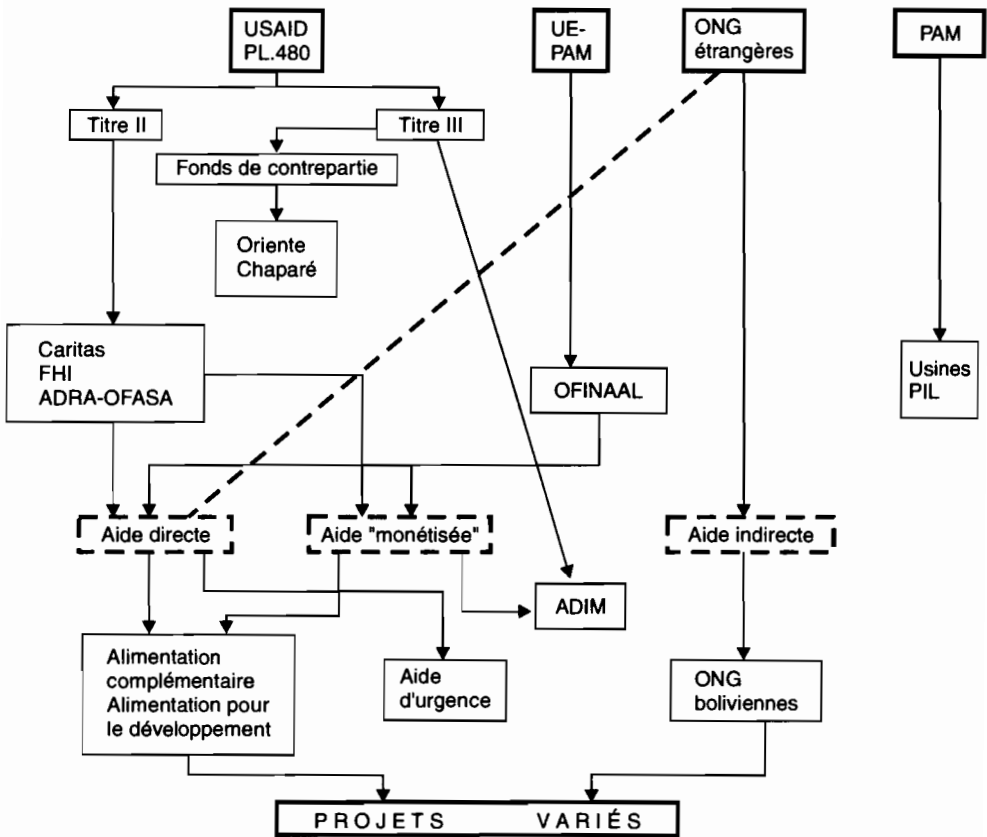 USAID
PL.480
UE-
PAM
ONG
étrangères
PAM
Titre II
Titre III
Fonds de contrepartie
Oriente
Chaparé
Caritas
FHI
ADRA-OFASA
OFINAAL
Usines
PIL
Aide directe
Aide "monétisée"
Aide indirecte
ADIM
Alimentation
complémentaire
Alimentation pour
le développement
Aide
d'urgence
ONG
boliviennes
PROJETS VARIÉS